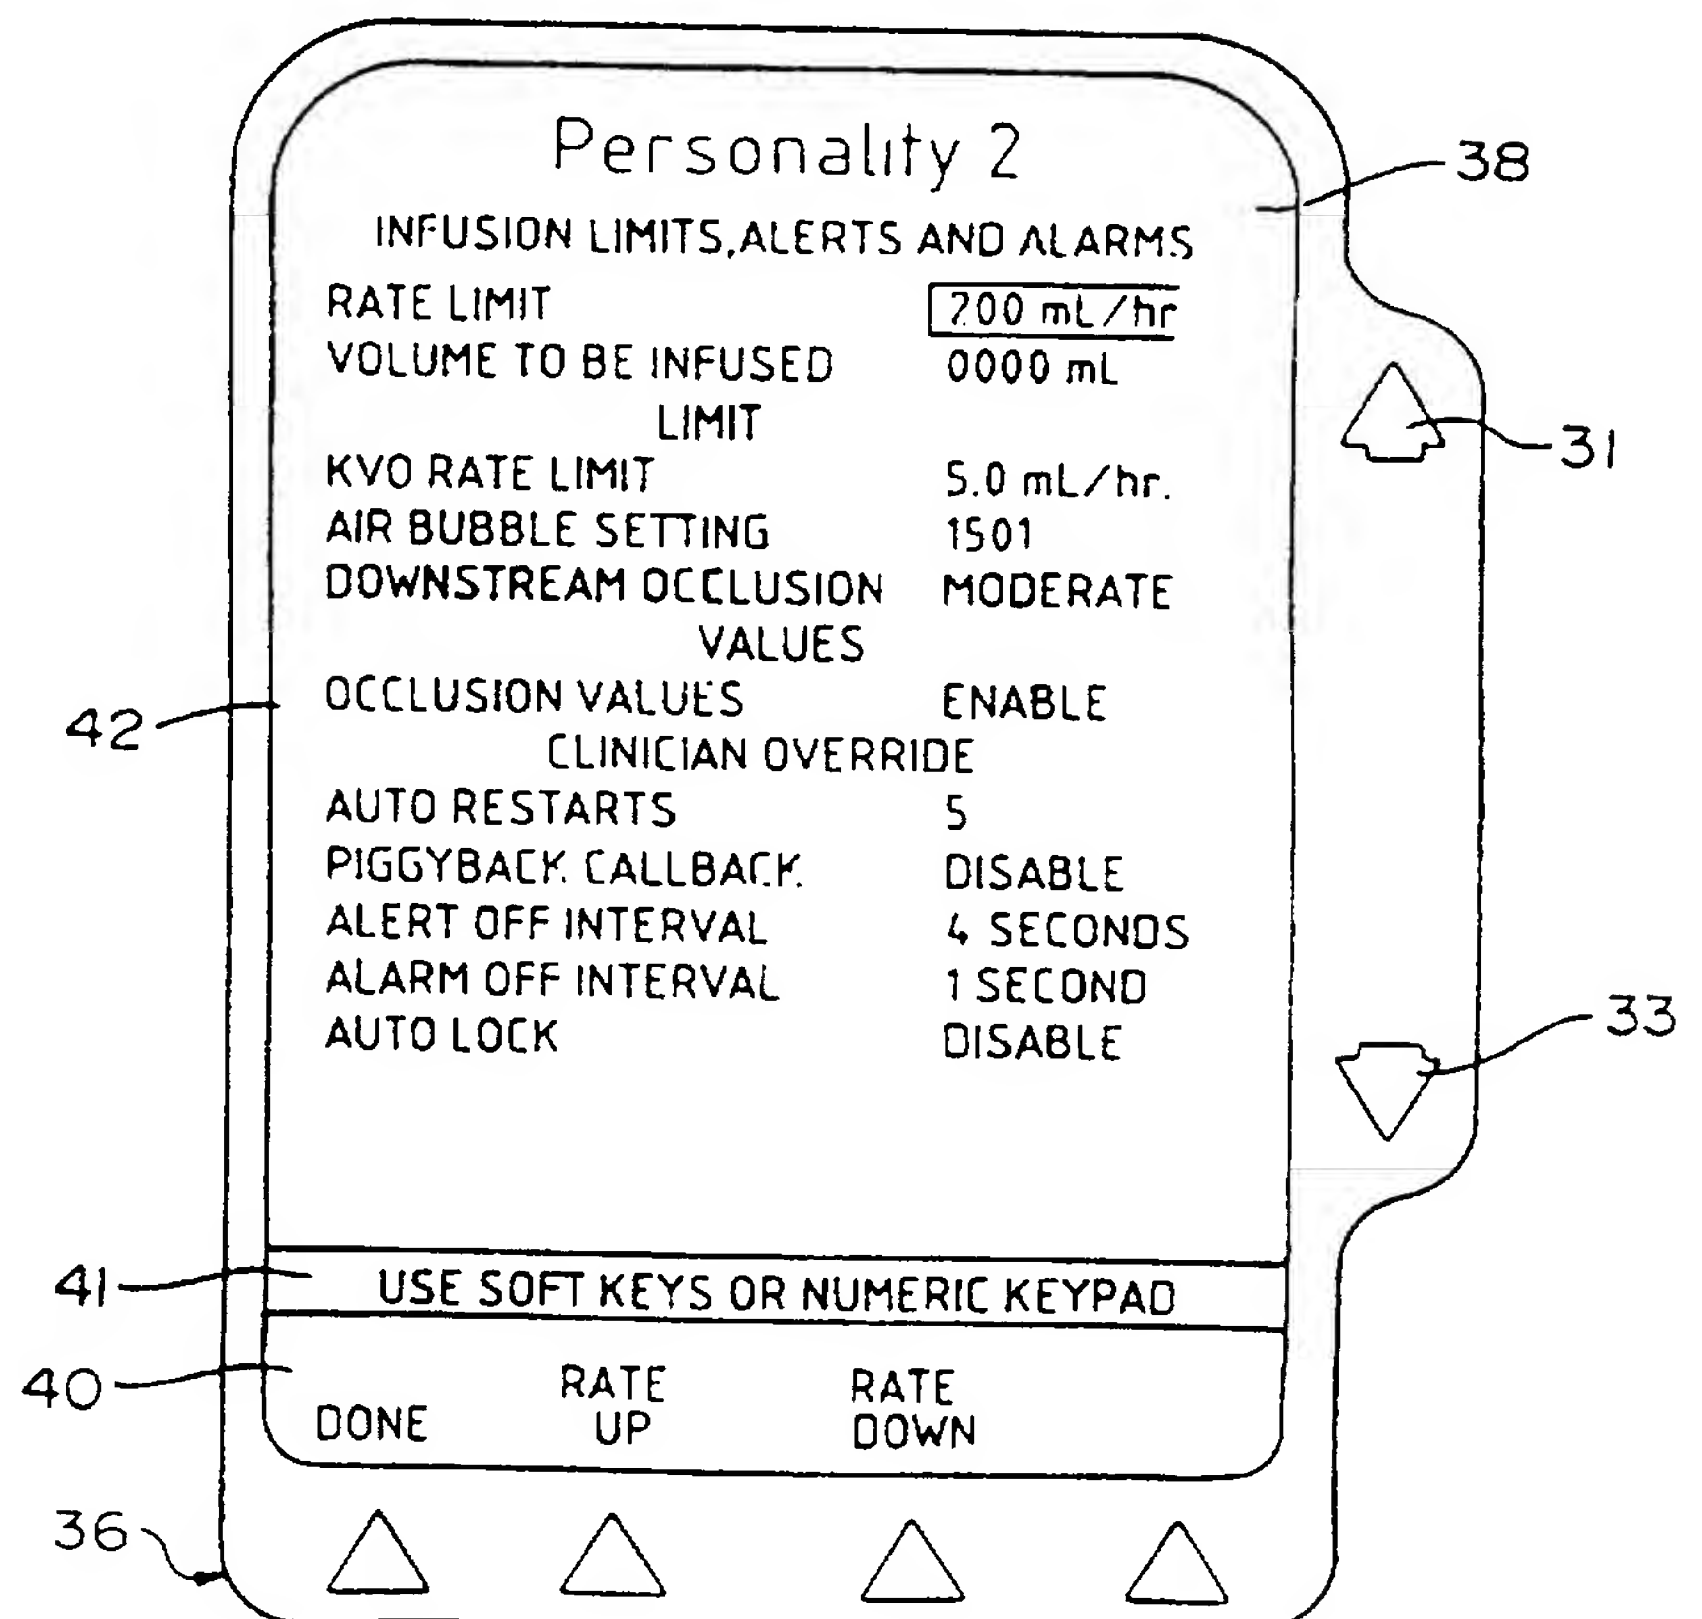 Personality 2
38
INFUSION LIMITS, ALERTS AND ALARMS
RATE LIMIT 200 mL/hr
VOLUME TO BE INFUSED 0000 mL
LIMIT
31
KVO RATE LIMIT 5.0 mL/hr.
AIR BUBBLE SETTING 1501
DOWNSTREAM OCCLUSION MODERATE
VALUES
OCCLUSION VALUES ENABLE
42
CLINICIAN OVERRIDE
AUTO RESTARTS 5
PIGGYBACK CALLBACK DISABLE
ALERT OFF INTERVAL 4 SECONDS
ALARM OFF INTERVAL 1 SECOND
33
AUTO LOCK DISABLE
41
USE SOFT KEYS OR NUMERIC KEYPAD
40
DONE RATE UP RATE DOWN
36